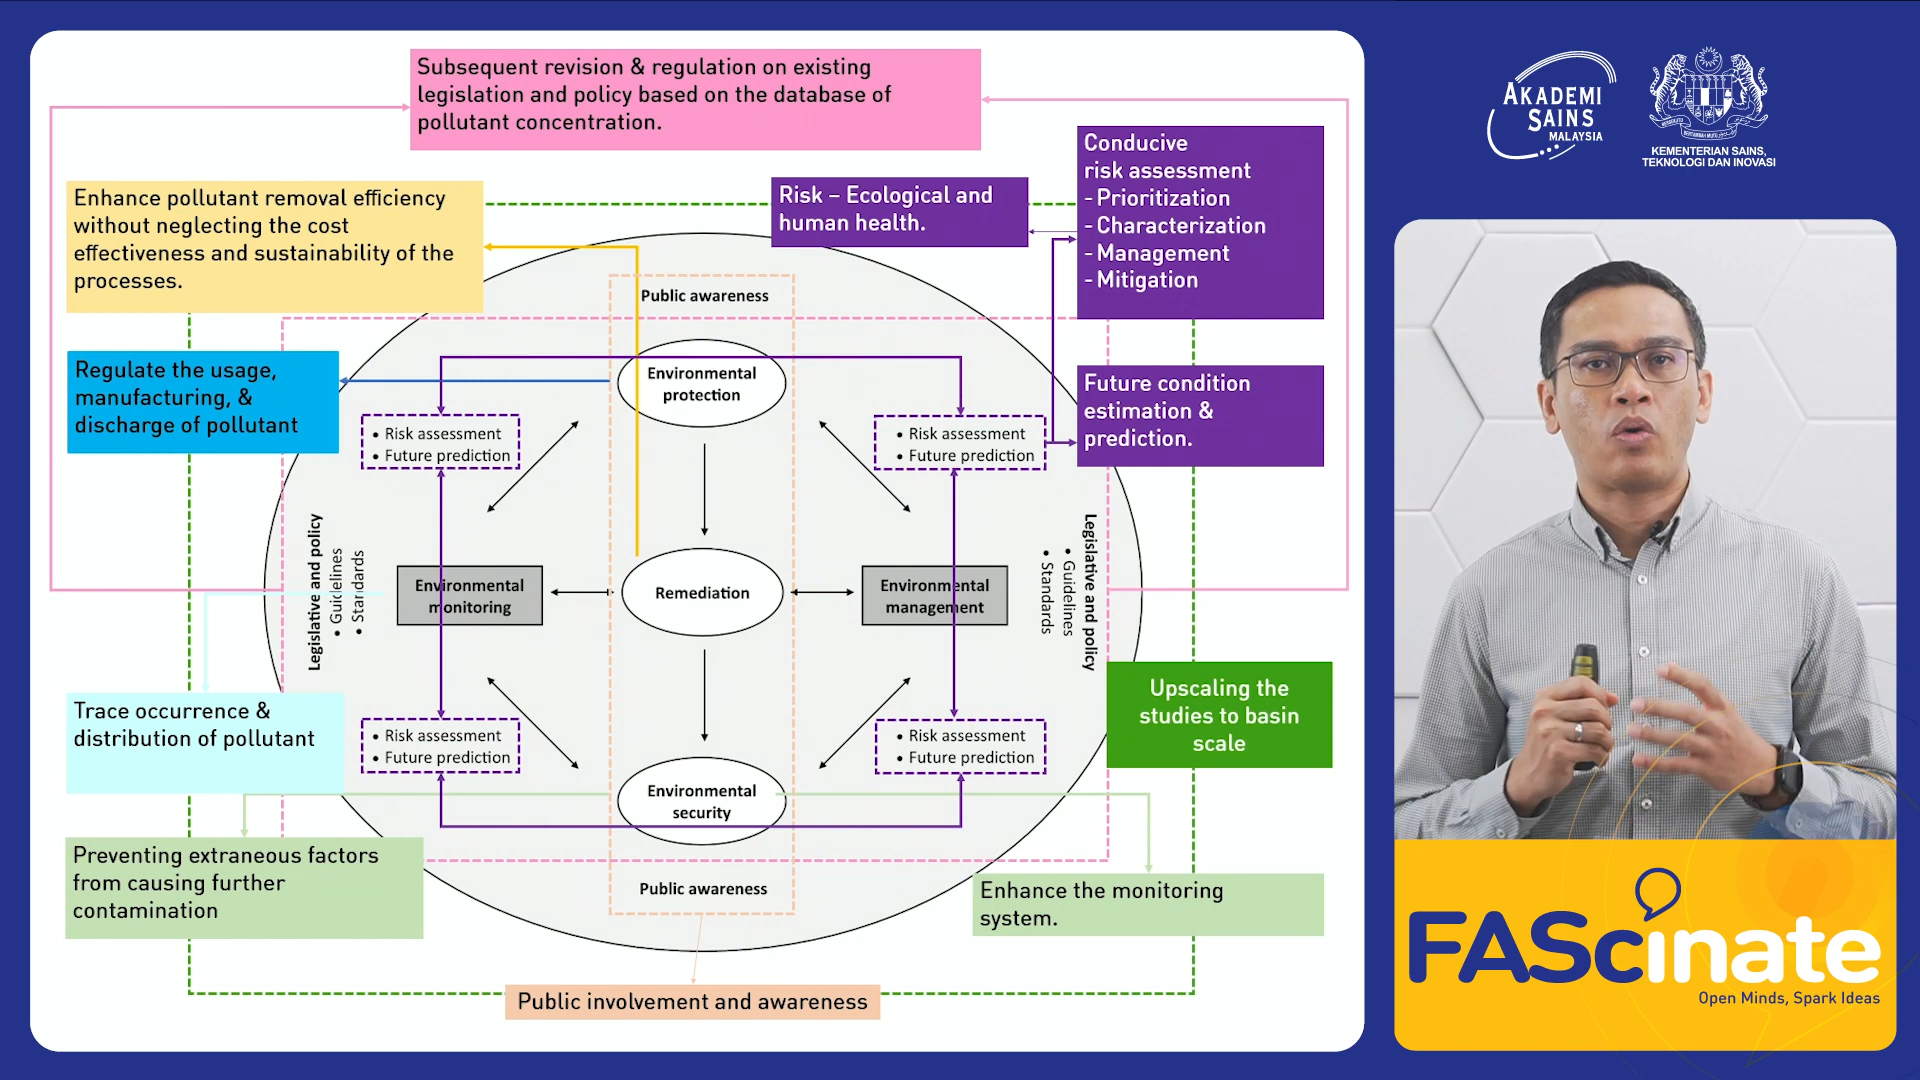 Subsequent revision & regulation on existing
legislation and policy based on the database of
pollutant concentration.
Enhance pollutant removal efficiency
without neglecting the cost
effectiveness and sustainability of the
processes.
Risk – Ecological and
human health.
Conducive
risk assessment
- Prioritization
- Characterization
- Management
- Mitigation
Public awareness
Regulate the usage,
manufacturing, &
discharge of pollutant
Environmental
protection
• Risk assessment
• Future prediction
• Risk assessment
• Future prediction
Future condition
estimation &
prediction.
Legislative and policy
• Guidelines
• Standards
Environmental
monitoring
Remediation
Environmental
management
Legislative and policy
• Guidelines
• Standards
Trace occurrence &
distribution of pollutant
• Risk assessment
• Future prediction
• Risk assessment
• Future prediction
Upscaling the
studies to basin
scale
Environmental
security
Preventing extraneous factors
from causing further
contamination
Public awareness
Enhance the monitoring
system.
Public involvement and awareness
AKADEMI
SAINS
MALAYSIA
KEMENTERIAN SAINS,
TEKNOLOGI DAN INOVASI
FAScinate
Open Minds, Spark Ideas